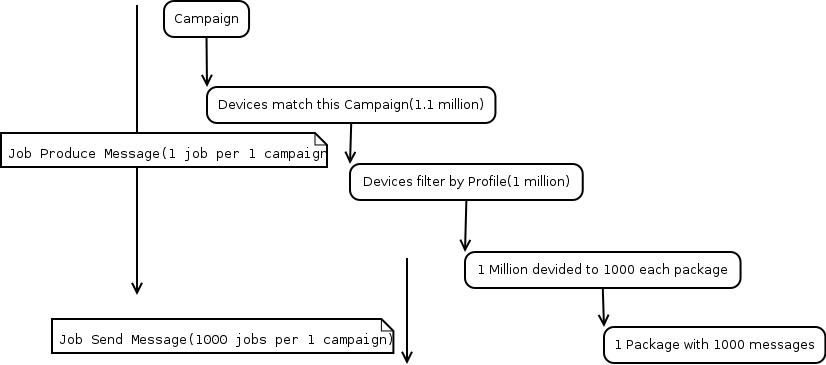 Campaign
Devices match this Campaign(1.1 million)
Job Produce Message(1 job per 1 campaign
Devices filter by Profile(1 million)
1 Million devided to 1000 each package
Job Send Message(1000 jobs per 1 campaign)
1 Package with 1000 messages